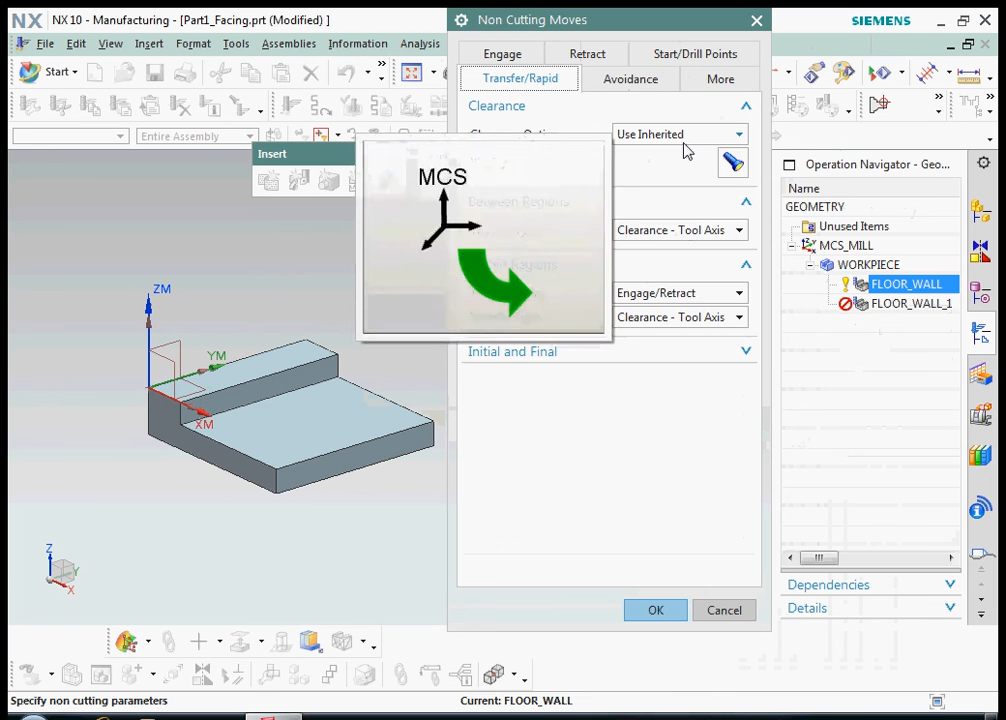 NX 10 - Manufacturing - [Part1_Facing.prt (Modified) ]
SIEMENS
File Edit View Insert Format Tools Assemblies Information Analysis
Start
Entire Assembly
Insert
Non Cutting Moves
Engage Retract Start/Drill Points
Transfer/Rapid Avoidance More
Clearance
Use Inherited
MCS
Between Regions
Clearance - Tool Axis
Regions
Engage/Retract
Clearance - Tool Axis
Initial and Final
OK Cancel
Operation Navigator - Geo...
Name
GEOMETRY
Unused Items
MCS_MILL
WORKPIECE
FLOOR_WALL
FLOOR_WALL_1
Dependencies
Details
ZM
YM
XM
Z
Y
X
Specify non cutting parameters
Current: FLOOR_WALL